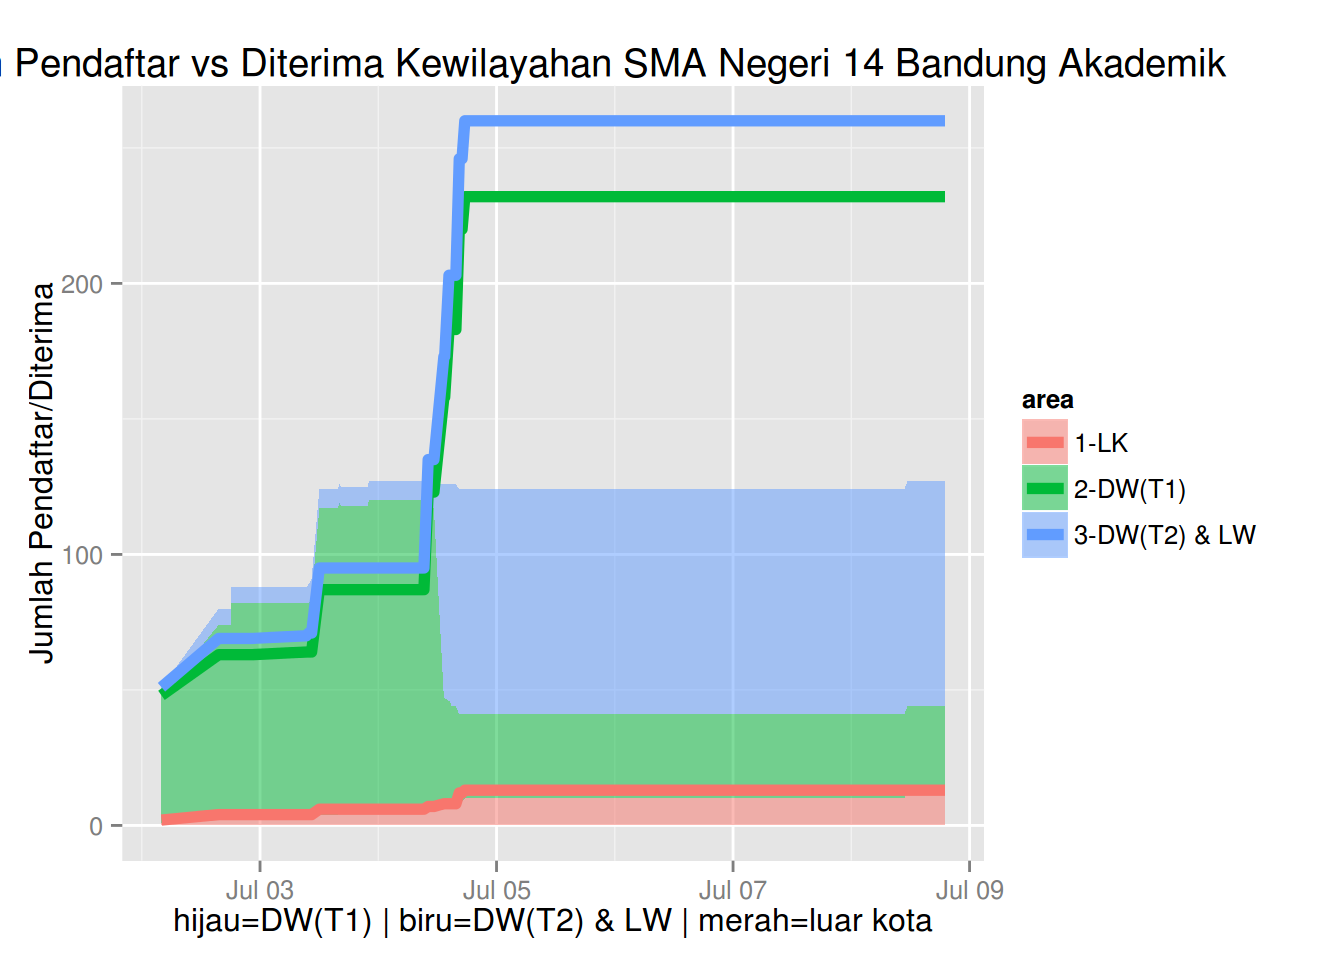 Pendaftar vs Diterima Kewilayahan SMA Negeri 14 Bandung Akademik
Jumlah Pendaftar/Diterima
200
100
0
Jul 03
Jul 05
Jul 07
Jul 09
hijau=DW(T1) | biru=DW(T2) & LW | merah=luar kota
area
1-LK
2-DW(T1)
3-DW(T2) & LW